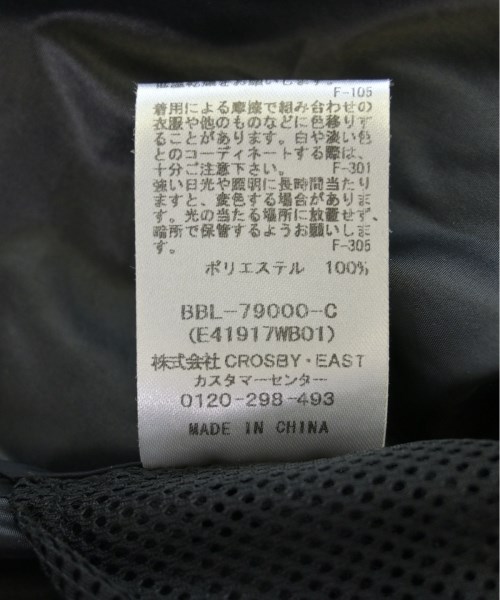 F-105
着用による摩擦で組み合わせの
衣服や他のものなどに色移りす
ることがあります。白や淡い色
とのコーディネートする際は、
十分ご注意下さい。 F-301
強い日光や照明に長時間当たり
ますと、変色する場合がありま
す。光の当たる場所に放置せず、
暗所で保管するようお願いしま
す。 F-305
ポリエステル 100%
BBL-79000-C
(E41917WB01)
株式会社CROSBY・EAST
カスタマーセンター
0120-298-493
MADE IN CHINA